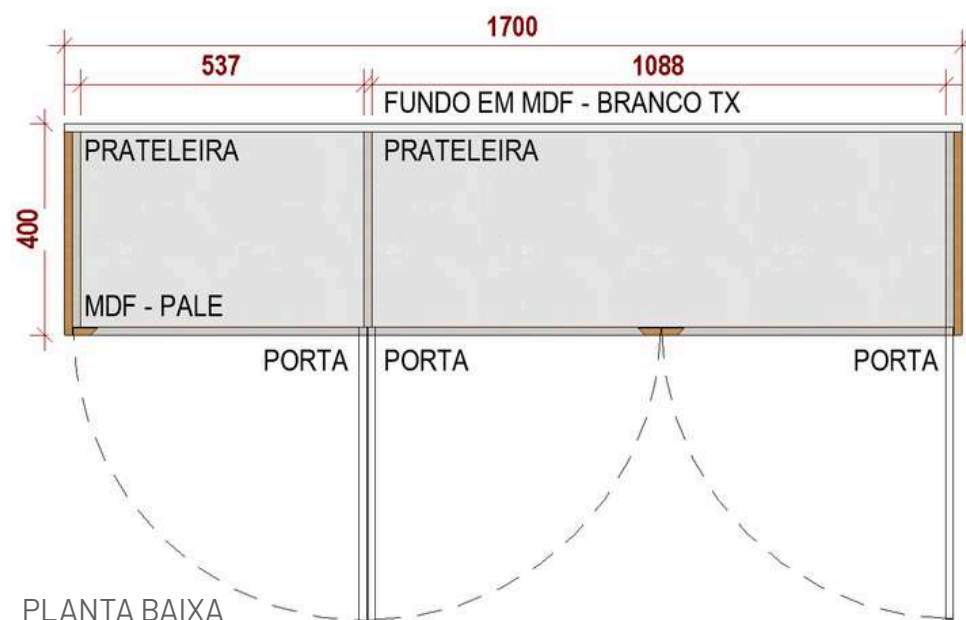 1700
537 1088
FUNDO EM MDF - BRANCO TX
PRATELEIRA PRATELEIRA
400
MDF - PALE
PORTA PORTA PORTA
PLANTA BAIXA